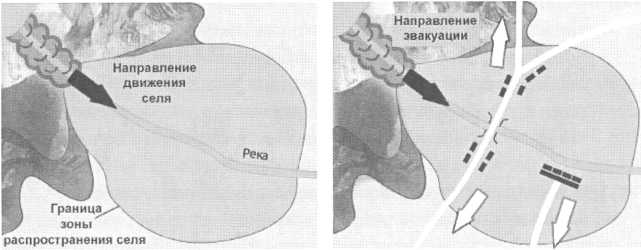 Направление
движения
селя
Река
Граница
зоны
распространения селя
Направление
эвакуации